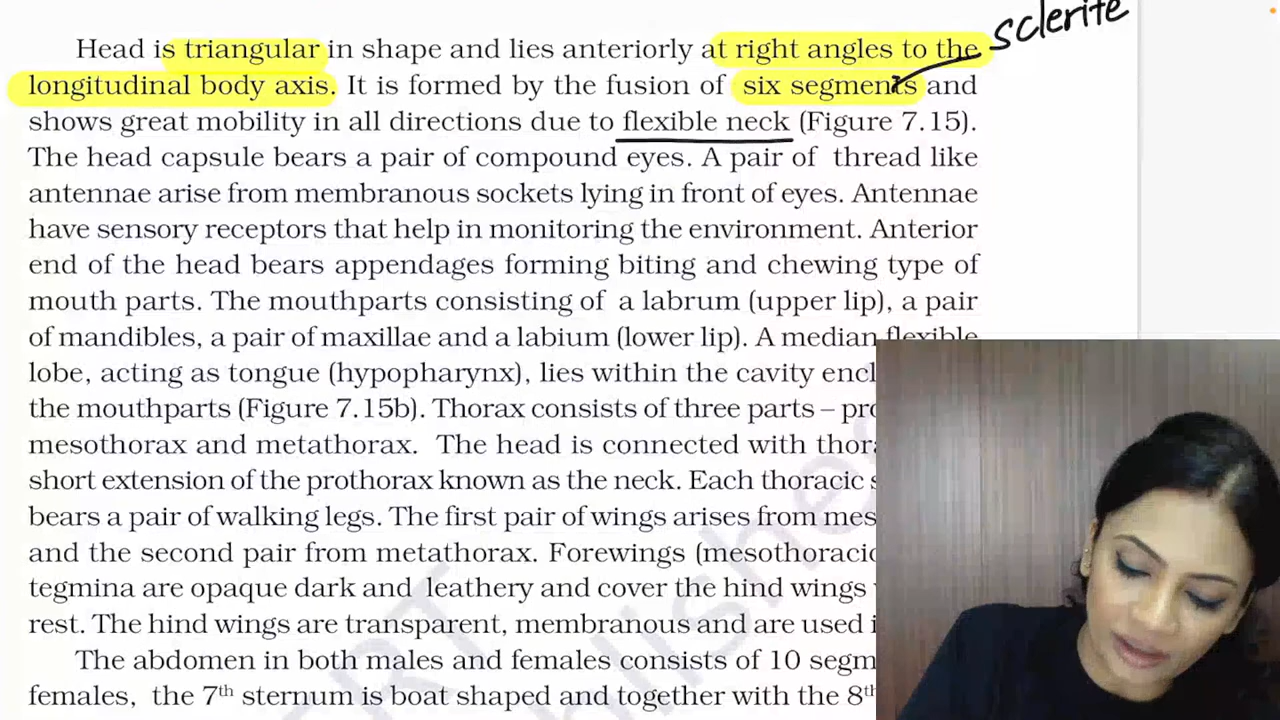 sclerite
Head is triangular in shape and lies anteriorly at right angles to the
longitudinal body axis. It is formed by the fusion of six segments and
shows great mobility in all directions due to flexible neck (Figure 7.15).
The head capsule bears a pair of compound eyes. A pair of thread like
antennae arise from membranous sockets lying in front of eyes. Antennae
have sensory receptors that help in monitoring the environment. Anterior
end of the head bears appendages forming biting and chewing type of
mouth parts. The mouthparts consisting of a labrum (upper lip), a pair
of mandibles, a pair of maxillae and a labium (lower lip). A median flexible
lobe, acting as tongue (hypopharynx), lies within the cavity encl
the mouthparts (Figure 7.15b). Thorax consists of three parts – pro
mesothorax and metathorax. The head is connected with thora
short extension of the prothorax known as the neck. Each thoracic s
bears a pair of walking legs. The first pair of wings arises from mes
and the second pair from metathorax. Forewings (mesothoracic
tegmina are opaque dark and leathery and cover the hind wings
rest. The hind wings are transparent, membranous and are used i
The abdomen in both males and females consists of 10 segm
females, the 7th sternum is boat shaped and together with the 8th